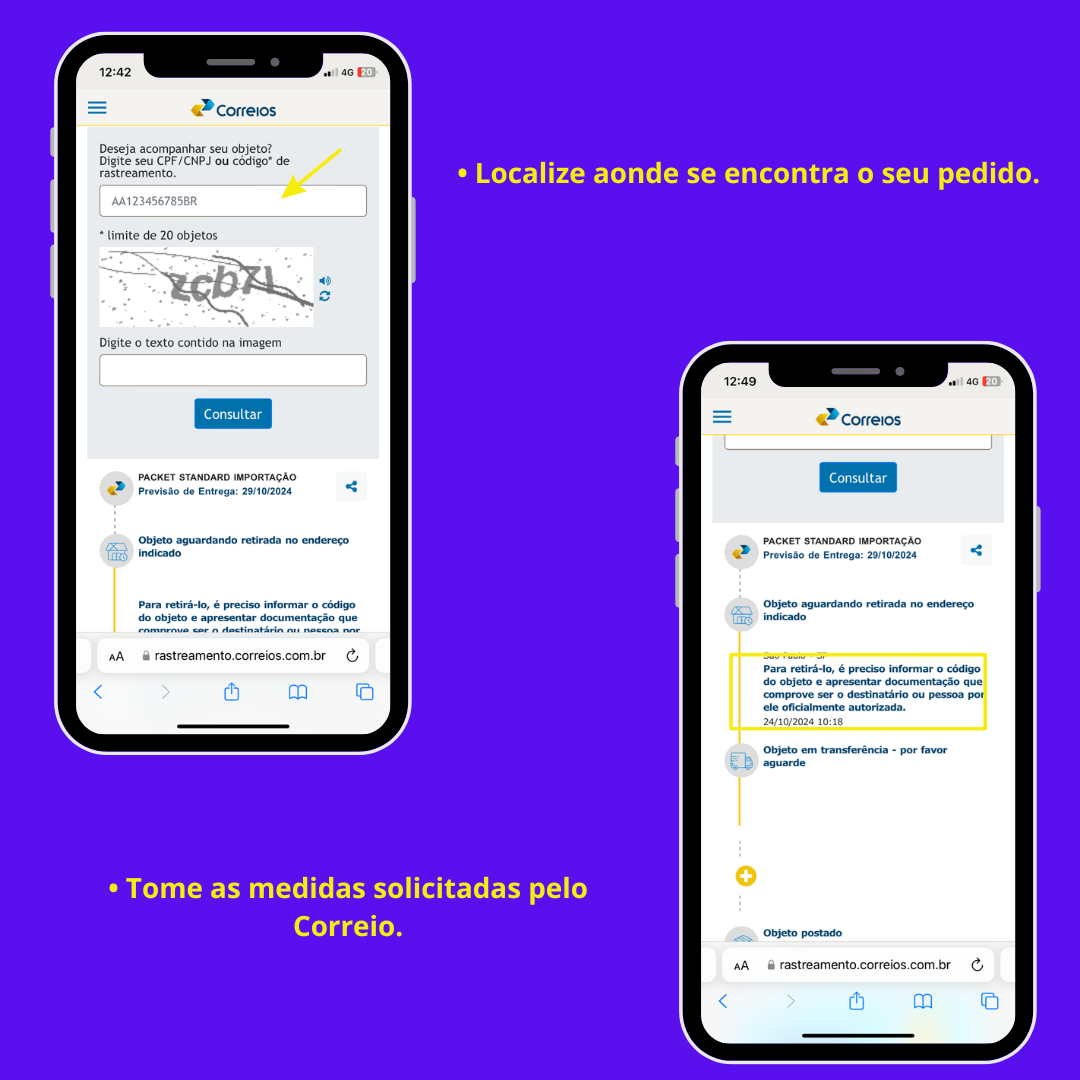 12:42
4G 20
Correios
Deseja acompanhar seu objeto?
Digite seu CPF/CNPJ ou código* de
rastreamento.
AA123456785BR
* limite de 20 objetos
zcb7L
Digite o texto contido na imagem
Consultar
PACKET STANDARD IMPORTAÇÃO
Previsão de Entrega: 29/10/2024
Objeto aguardando retirada no endereço
indicado
Para retirá-lo, é preciso informar o código
do objeto e apresentar documentação que
comprove ser o destinatário ou pessoa por
AA rastreamento.correios.com.br
• Localize aonde se encontra o seu pedido.
12:49
4G 20
Correios
Consultar
PACKET STANDARD IMPORTAÇÃO
Previsão de Entrega: 29/10/2024
Objeto aguardando retirada no endereço
indicado
São Paulo - SP
Para retirá-lo, é preciso informar o código
do objeto e apresentar documentação que
comprove ser o destinatário ou pessoa por
ele oficialmente autorizada.
24/10/2024 10:18
Objeto em transferência - por favor
aguarde
Objeto postado
AA rastreamento.correios.com.br
• Tome as medidas solicitadas pelo
Correio.